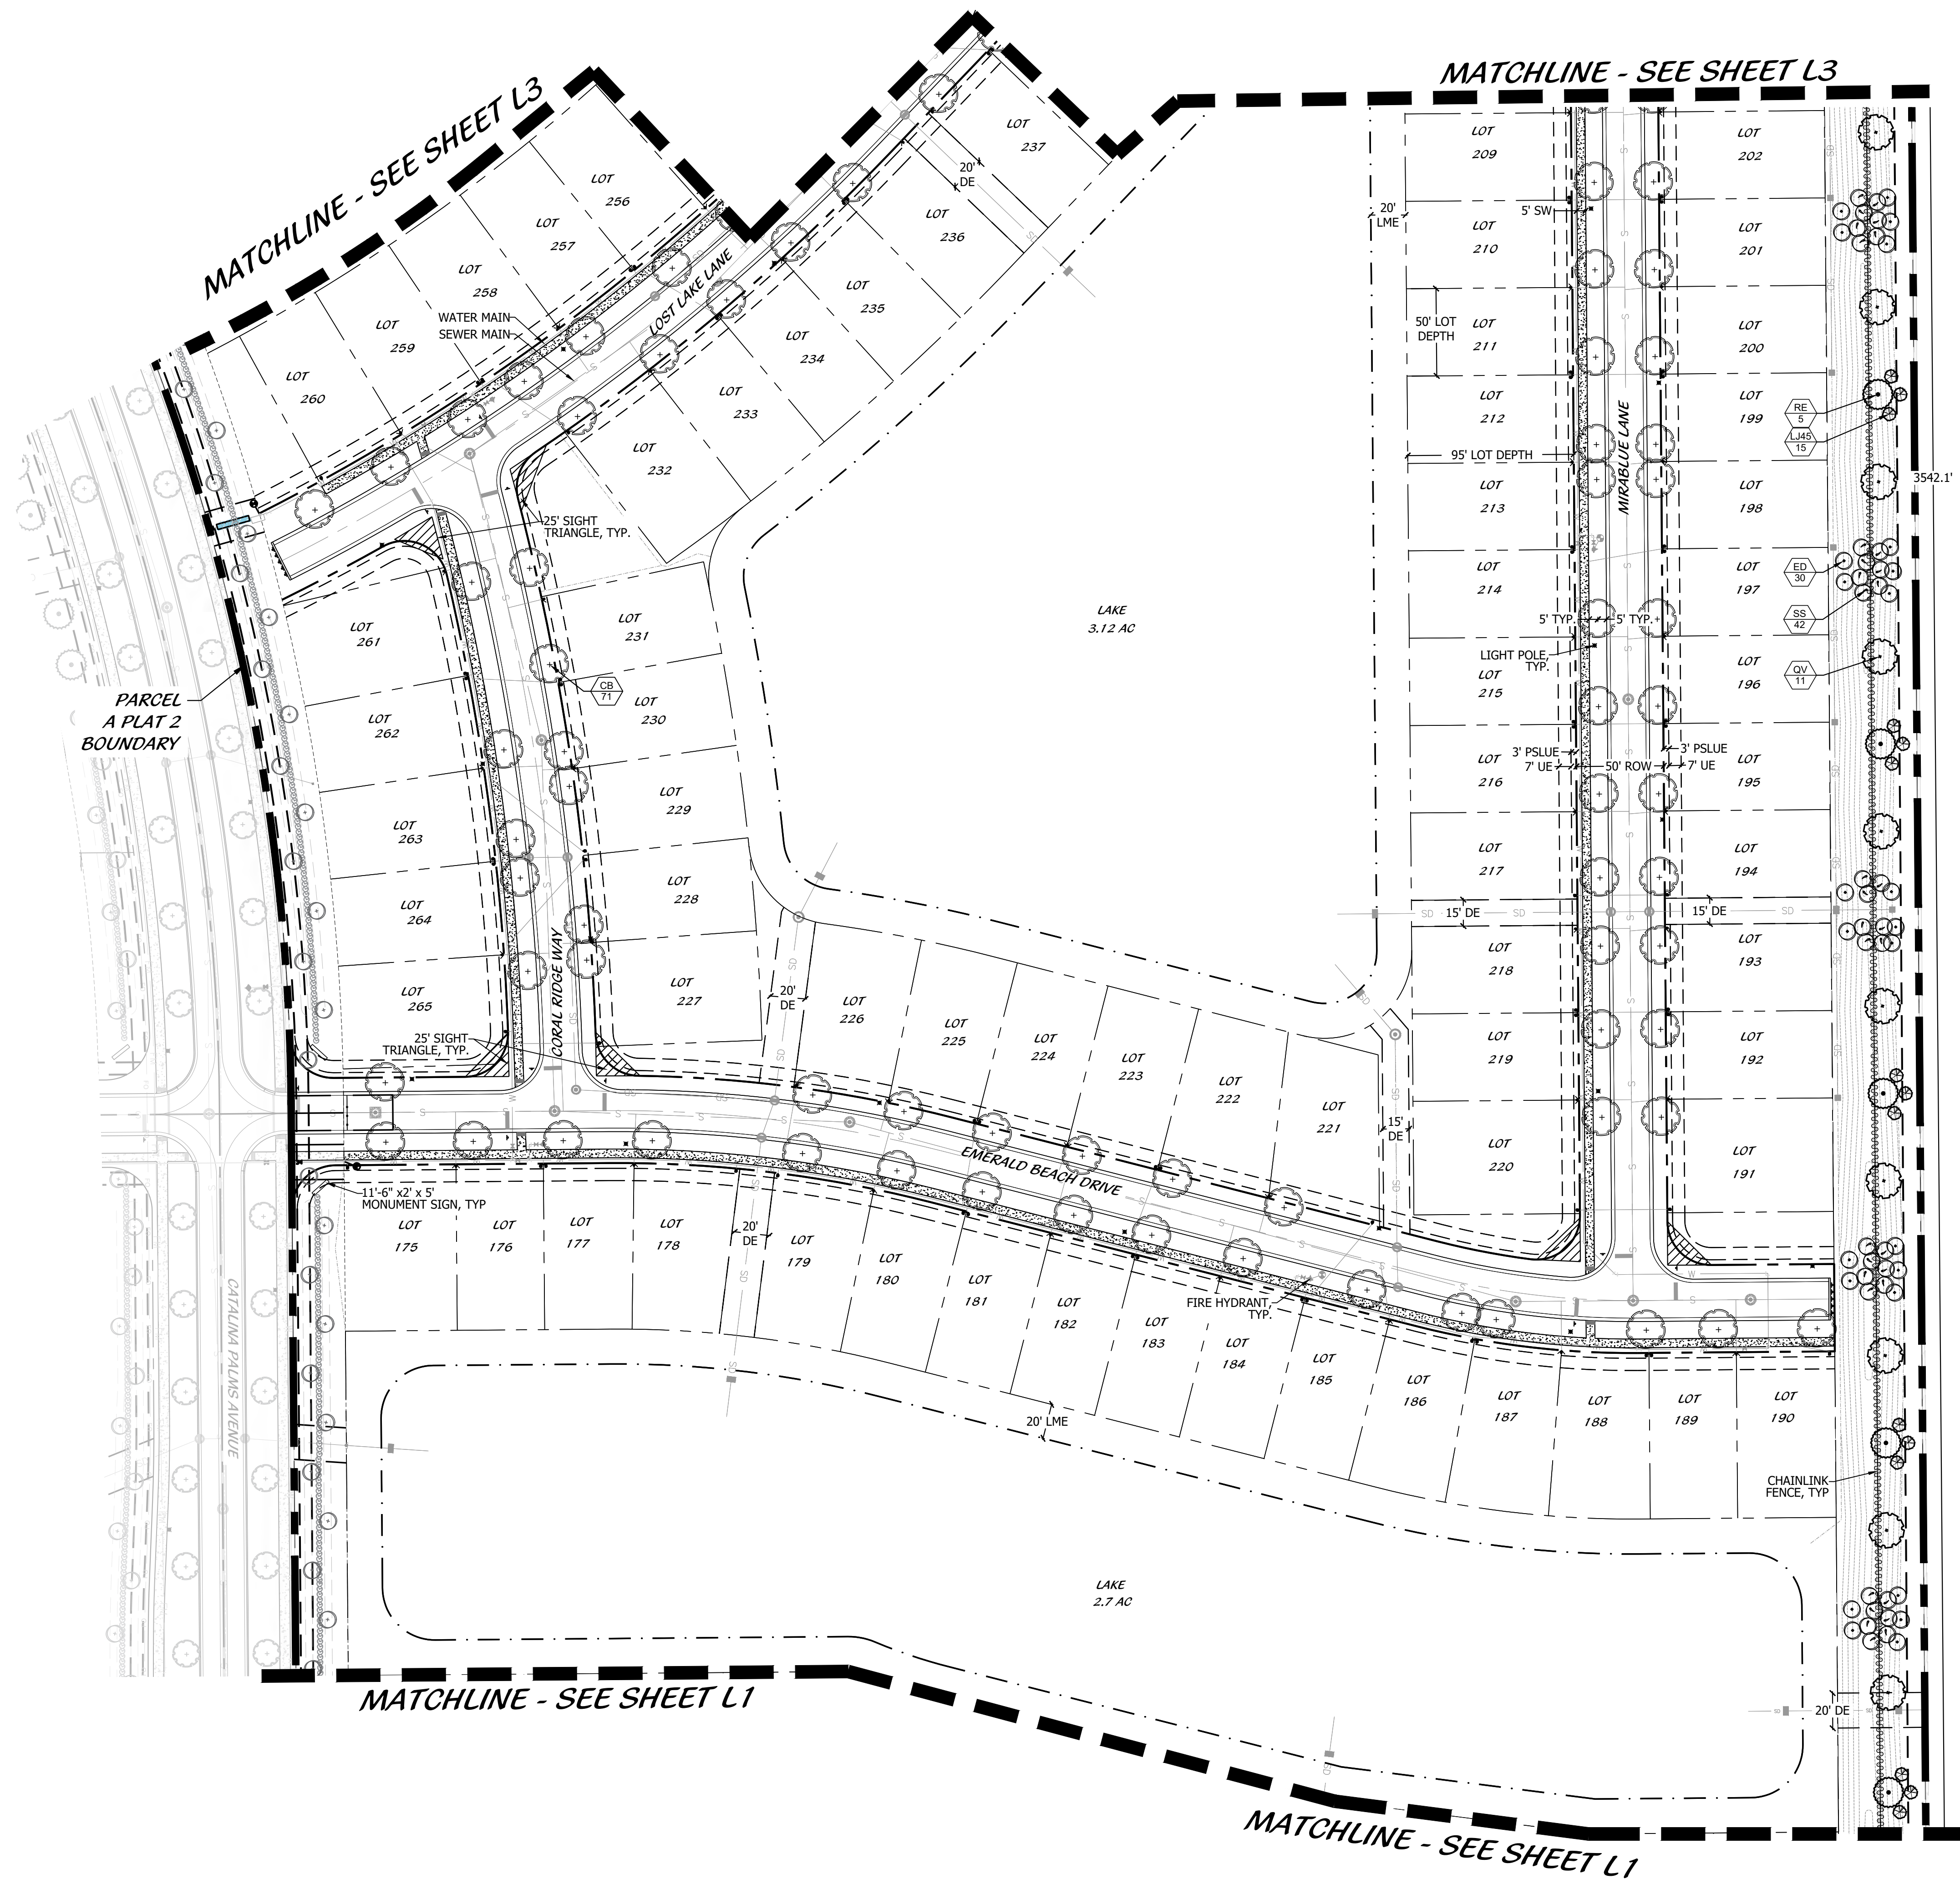 MATCHLINE - SEE SHEET L3
MATCHLINE - SEE SHEET L3
LOT
237
20'
DE
LOT
236
LOT
235
LOT
234
LOT
233
LOT
232
LOT
256
LOT
257
LOT
258
LOT
259
LOT
260
WATER MAIN
SEWER MAIN
LOST LAKE LANE
25' SIGHT
TRIANGLE, TYP.
LOT
209
LOT
202
20'
LME
5' SW
LOT
210
LOT
201
50' LOT
DEPTH
LOT
211
LOT
200
LOT
212
LOT
199
RE
5
LJ45
15
95' LOT DEPTH
MIRABLUE LANE
3542.1'
LOT
213
LOT
198
LOT
214
LOT
197
ED
30
SS
42
5' TYP.
5' TYP.
LIGHT POLE,
TYP.
LOT
215
LOT
196
QV
11
3' PSLUE
7' UE
50' ROW
3' PSLUE
7' UE
LOT
216
LOT
195
LOT
217
LOT
194
SD
15' DE
SD
15' DE
SD
LOT
218
LOT
193
LOT
219
LOT
192
LOT
220
LOT
191
LAKE
3.12 AC
PARCEL
A PLAT 2
BOUNDARY
LOT
261
LOT
262
LOT
263
LOT
264
LOT
265
LOT
231
CB
71
LOT
230
LOT
229
LOT
228
LOT
227
CORAL RIDGE WAY
25' SIGHT
TRIANGLE, TYP.
20'
DE
SD
SD
LOT
226
LOT
225
LOT
224
LOT
223
LOT
222
LOT
221
15'
DE
EMERALD BEACH DRIVE
11'-6" x2' x 5'
MONUMENT SIGN, TYP
LOT
175
LOT
176
LOT
177
LOT
178
20'
DE
SD
LOT
179
LOT
180
LOT
181
LOT
182
LOT
183
LOT
184
LOT
185
LOT
186
LOT
187
LOT
188
LOT
189
LOT
190
FIRE HYDRANT,
TYP.
20' LME
CATALINA PALMS AVENUE
CHAINLINK
FENCE, TYP
LAKE
2.7 AC
20' DE
MATCHLINE - SEE SHEET L1
MATCHLINE - SEE SHEET L1